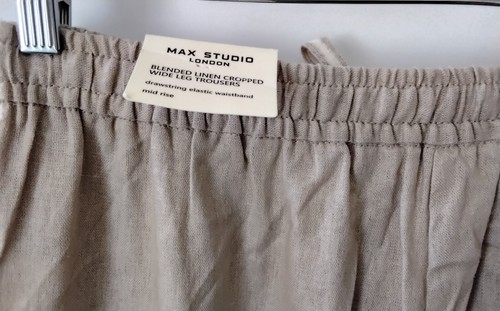 MAX STUDIO
LONDON
BLENDED LINEN CROPPED
WIDE LEG TROUSERS
drawstring elastic waistband
mid rise